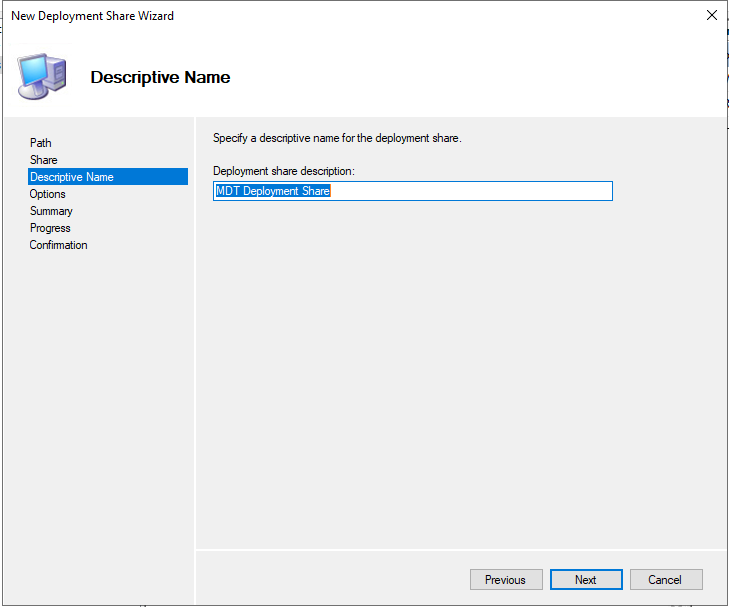 New Deployment Share Wizard
Descriptive Name
Path
Share
Descriptive Name
Options
Summary
Progress
Confirmation
Specify a descriptive name for the deployment share.
Deployment share description:
MDT Deployment Share
Previous
Next
Cancel